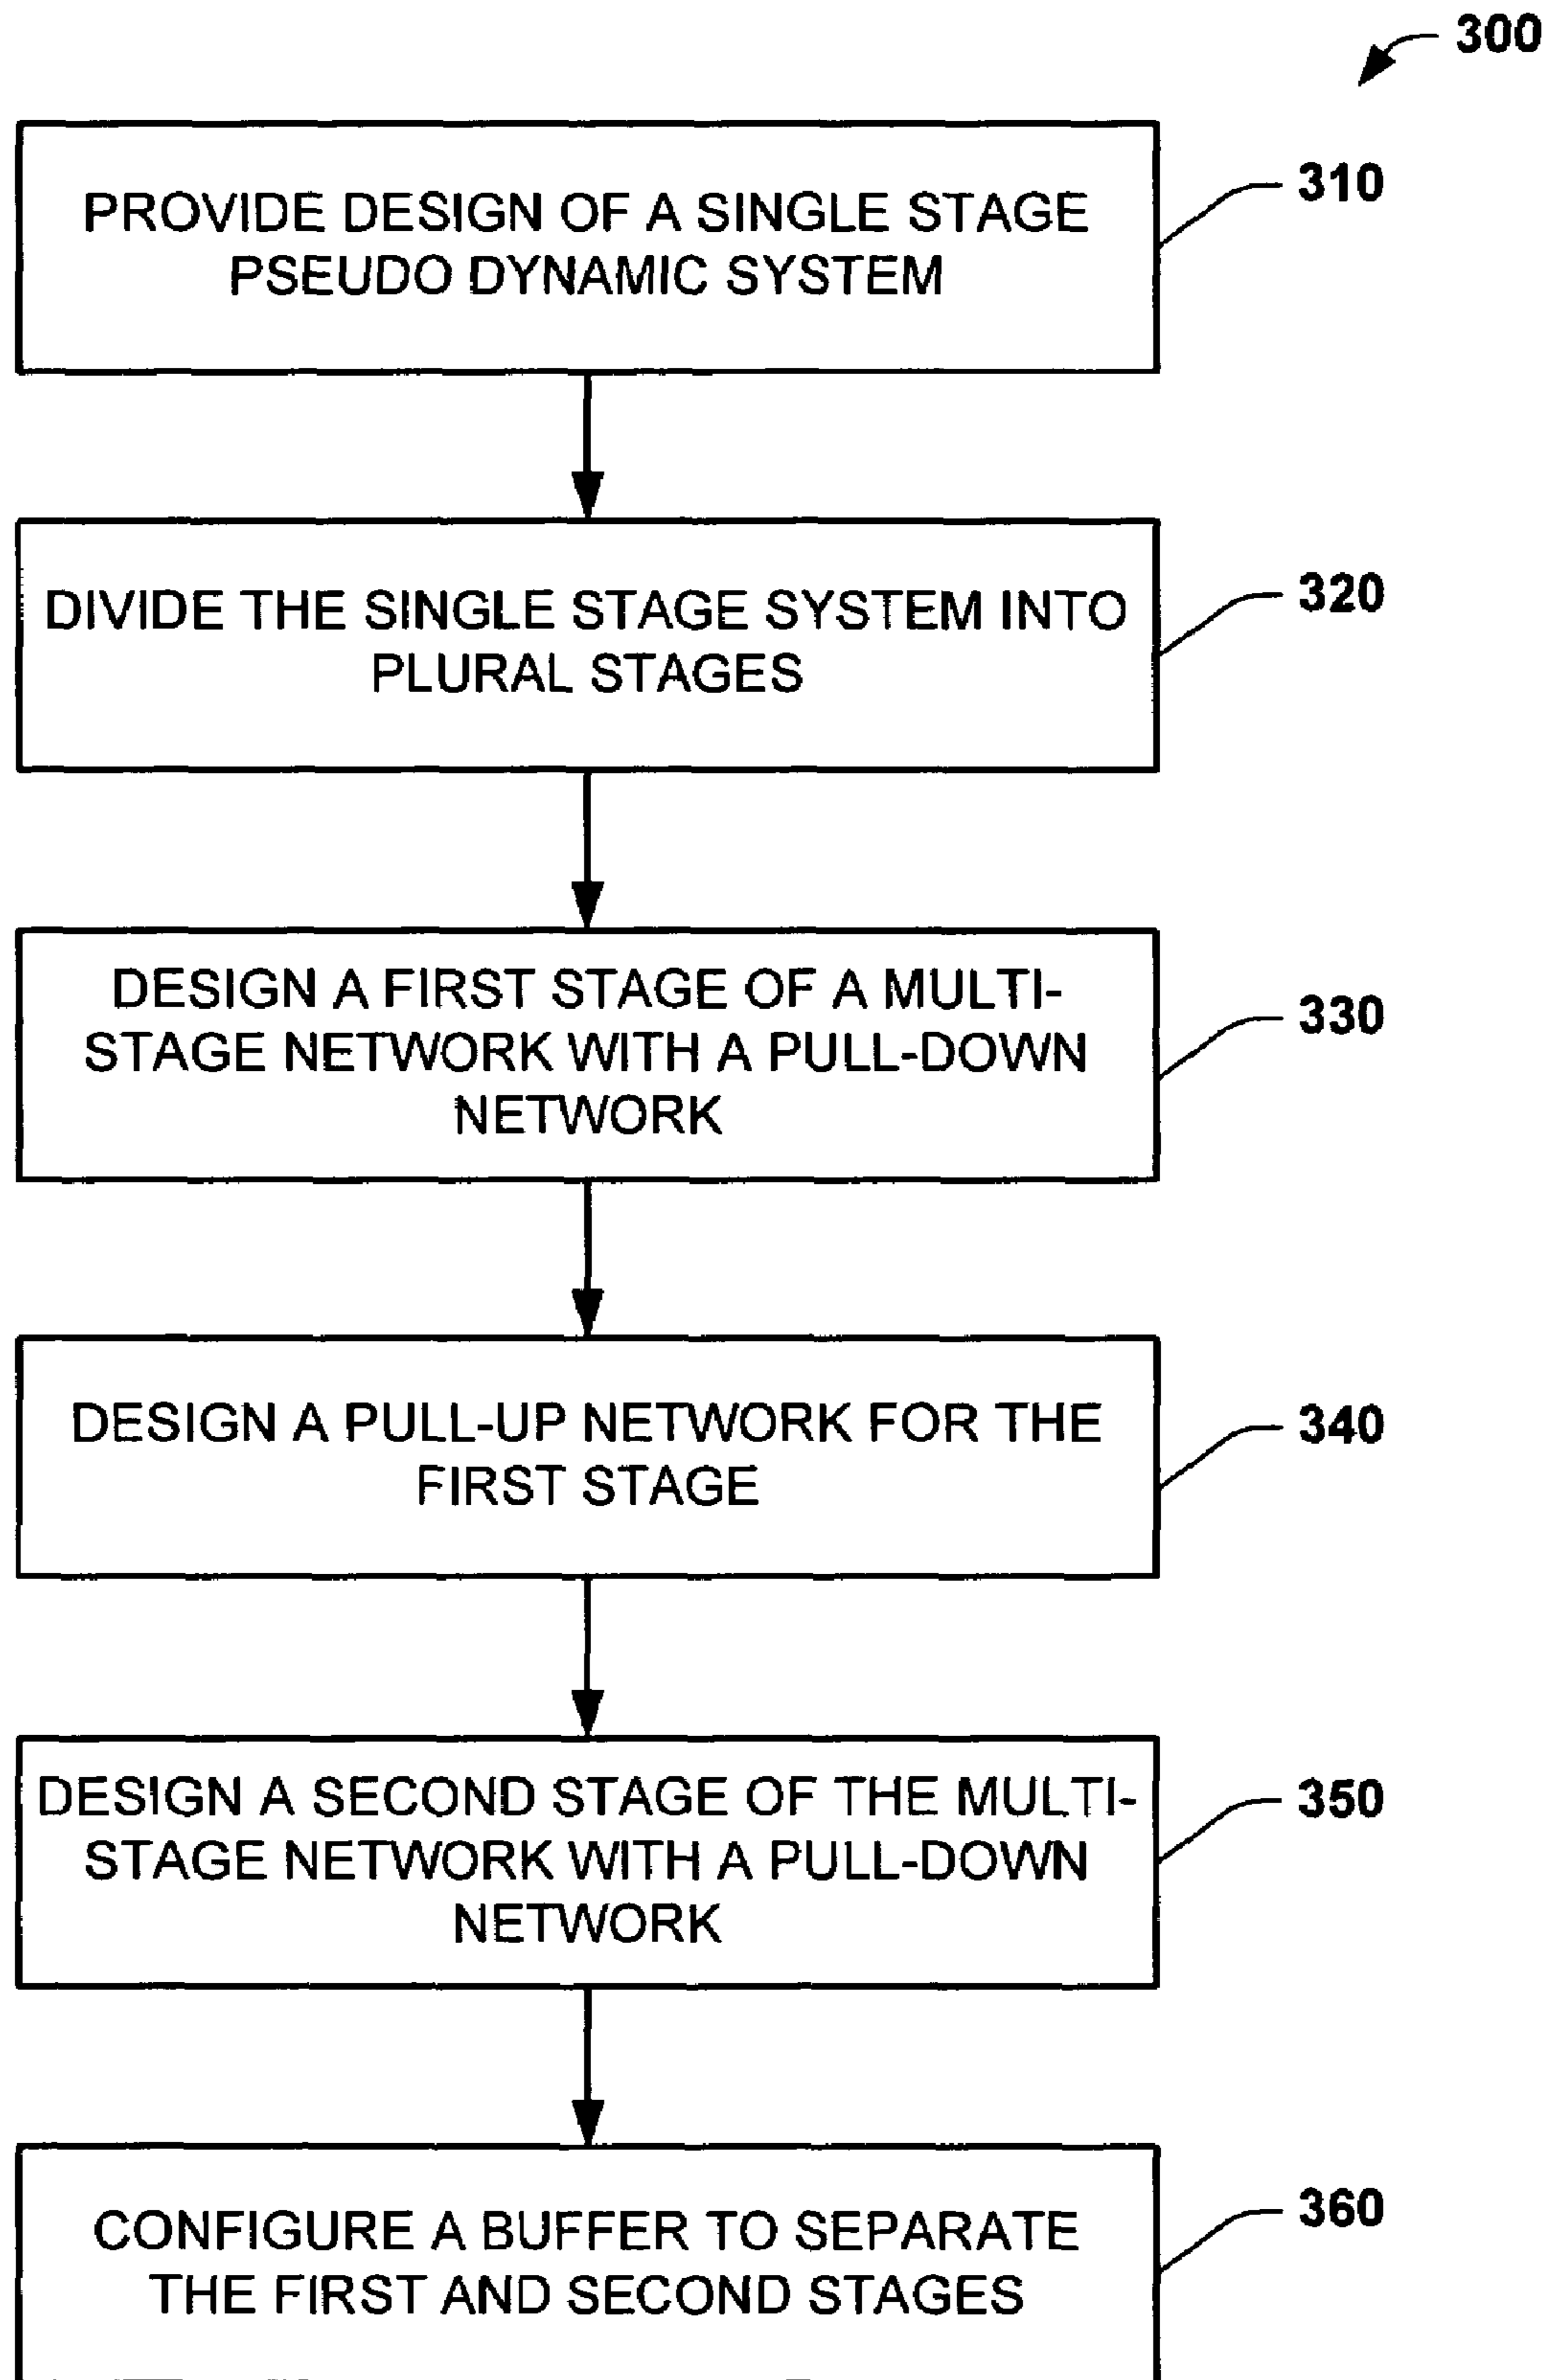 300
PROVIDE DESIGN OF A SINGLE STAGE
PSEUDO DYNAMIC SYSTEM
310
DIVIDE THE SINGLE STAGE SYSTEM INTO
PLURAL STAGES
320
DESIGN A FIRST STAGE OF A MULTI-
STAGE NETWORK WITH A PULL-DOWN
NETWORK
330
DESIGN A PULL-UP NETWORK FOR THE
FIRST STAGE
340
DESIGN A SECOND STAGE OF THE MULTI-
STAGE NETWORK WITH A PULL-DOWN
NETWORK
350
CONFIGURE A BUFFER TO SEPARATE
THE FIRST AND SECOND STAGES
360